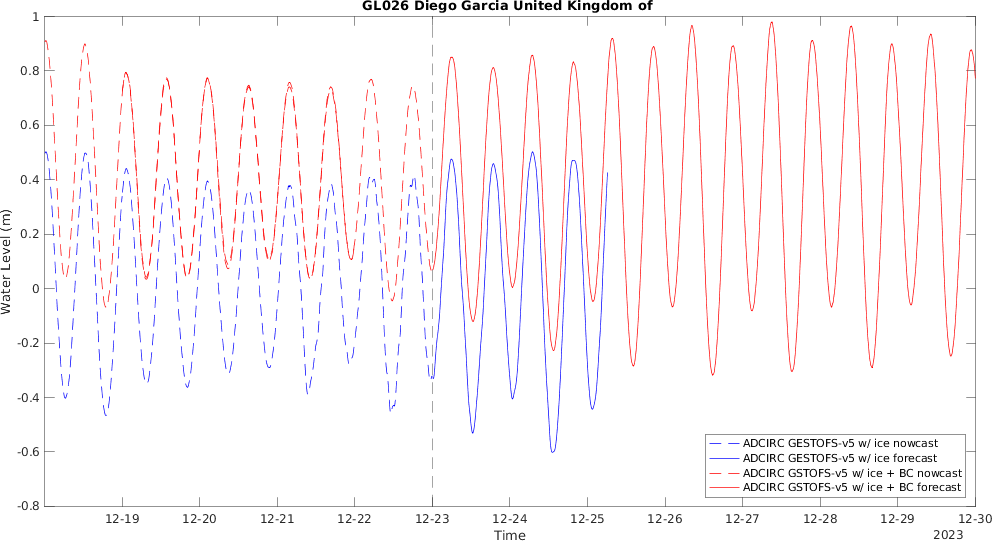 GL026 Diego Garcia United Kingdom of
1
0.8
0.6
0.4
0.2
0
-0.2
-0.4
-0.6
-0.8
Water Level (m)
ADCIRC GESTOFS-v5 w/ ice nowcast
ADCIRC GESTOFS-v5 w/ ice forecast
ADCIRC GSTOFS-v5 w/ ice + BC nowcast
ADCIRC GSTOFS-v5 w/ ice + BC forecast
12-19 12-20 12-21 12-22 12-23 12-24 12-25 12-26 12-27 12-28 12-29 12-30
Time
2023